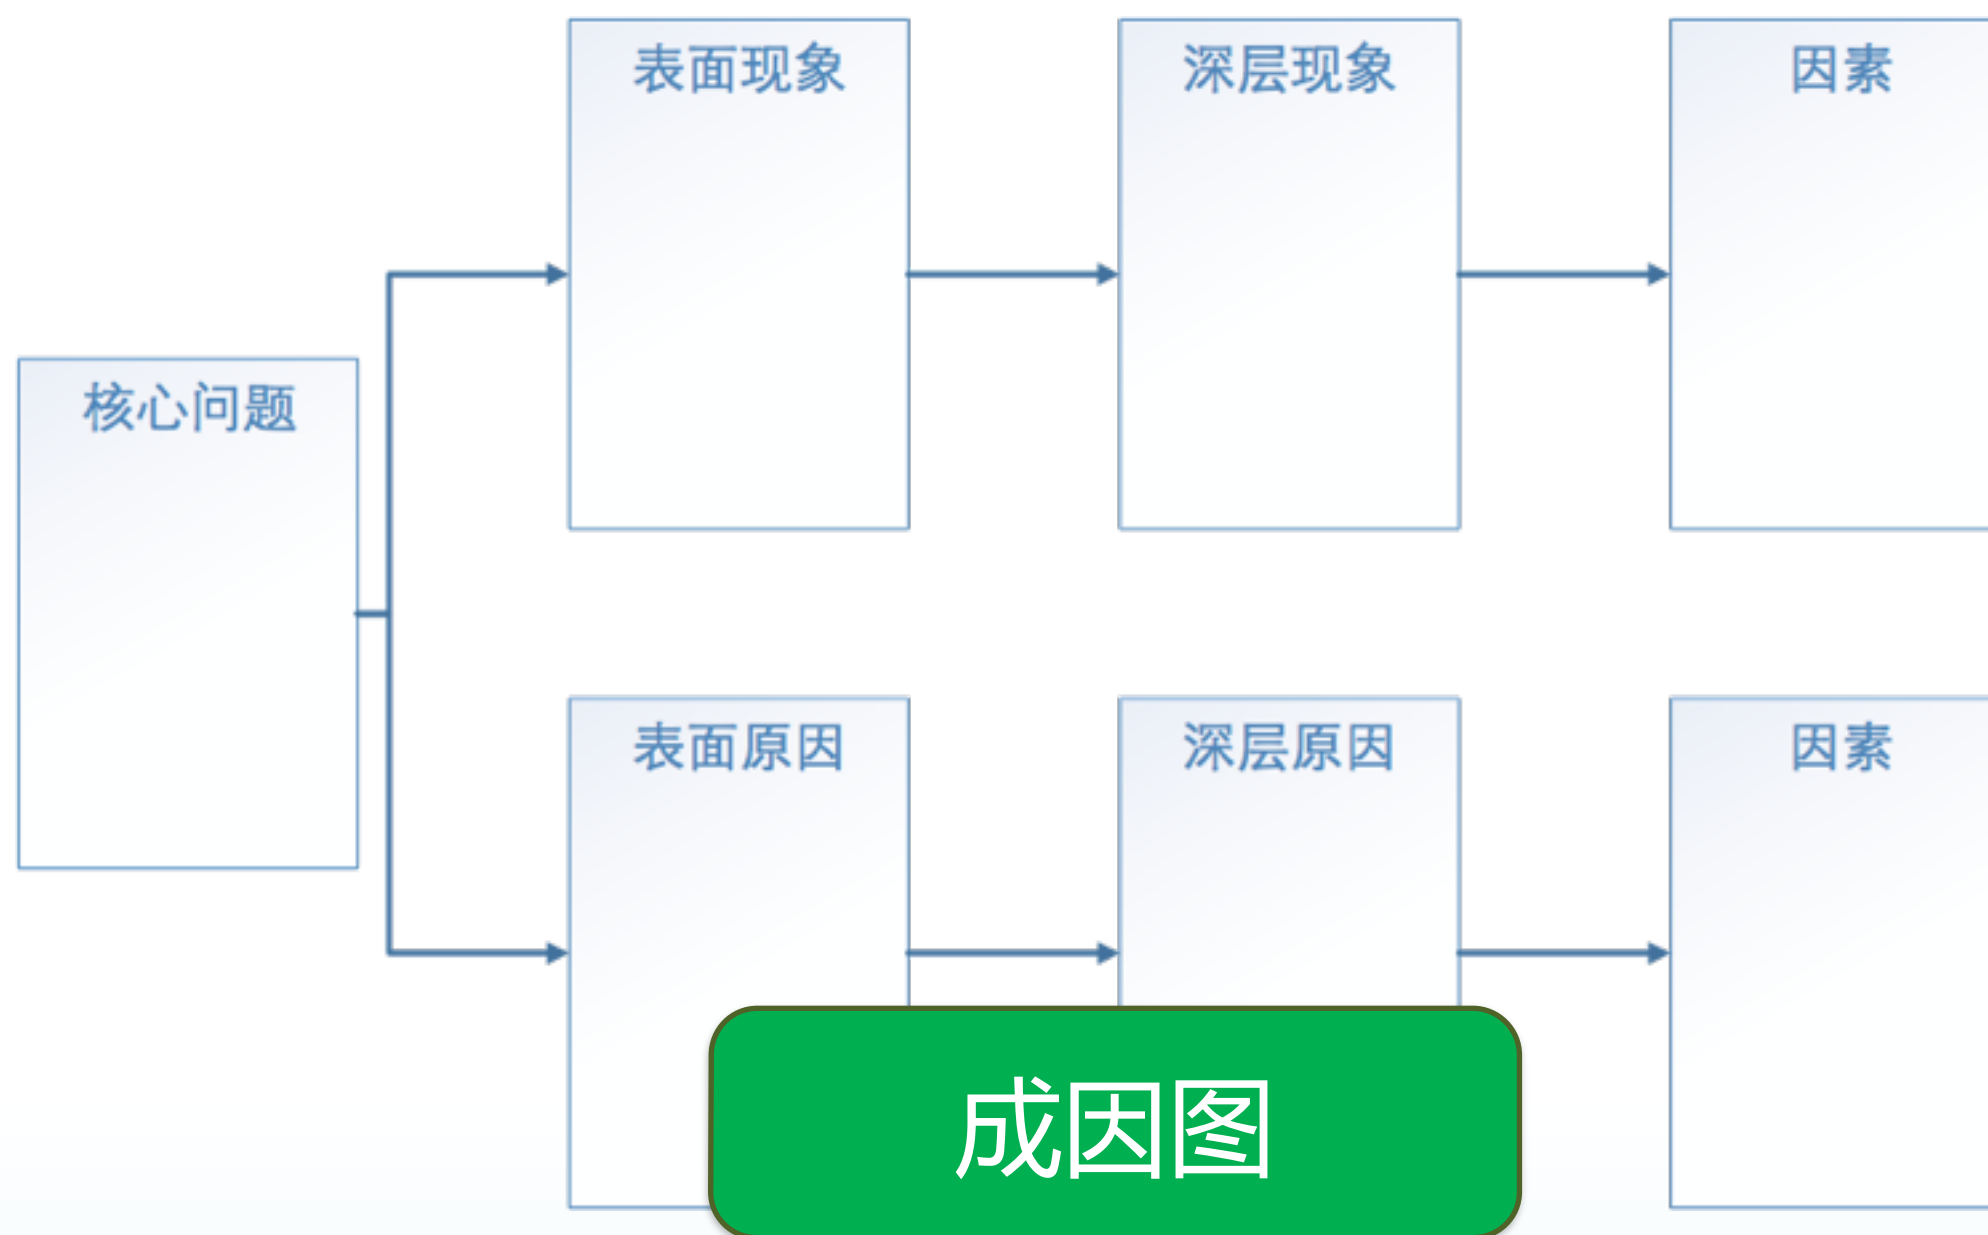 表面现象
深层现象
因素
核心问题
表面原因
深层原因
因素
成因图